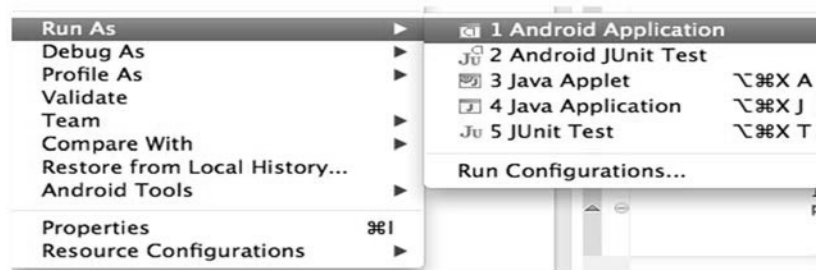 Run As
Debug As
Profile As
Validate
Team
Compare With
Restore from Local History...
Android Tools
Properties ⌘I
Resource Configurations
1 Android Application
2 Android JUnit Test
3 Java Applet ⌥⌘X A
4 Java Application ⌥⌘X J
5 JUnit Test ⌥⌘X T
Run Configurations...